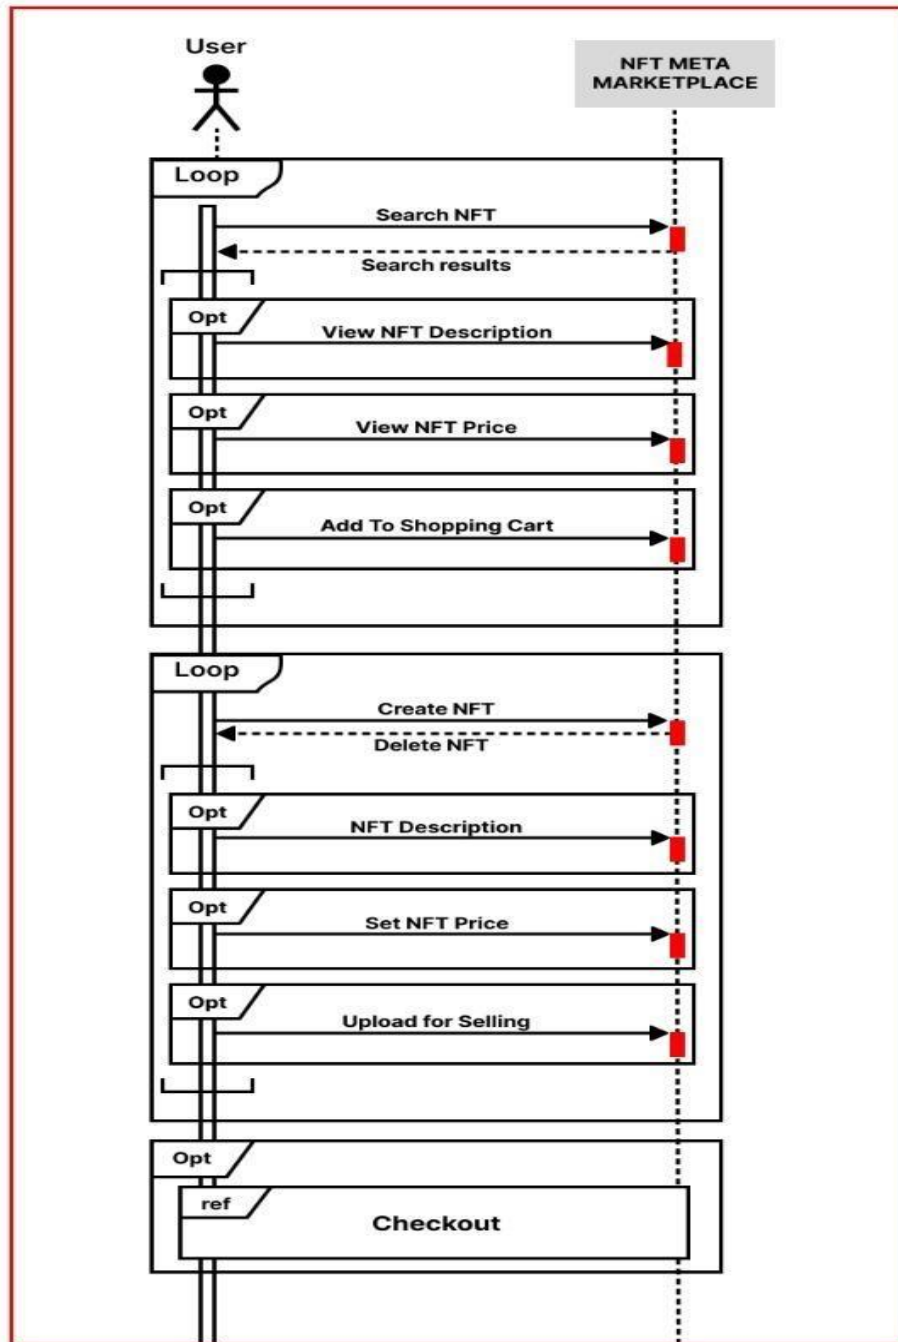 User
NFT META
MARKETPLACE
Loop
Search NFT
Search results
Opt
View NFT Description
Opt
View NFT Price
Opt
Add To Shopping Cart
Loop
Create NFT
Delete NFT
Opt
NFT Description
Opt
Set NFT Price
Opt
Upload for Selling
Opt
ref
Checkout